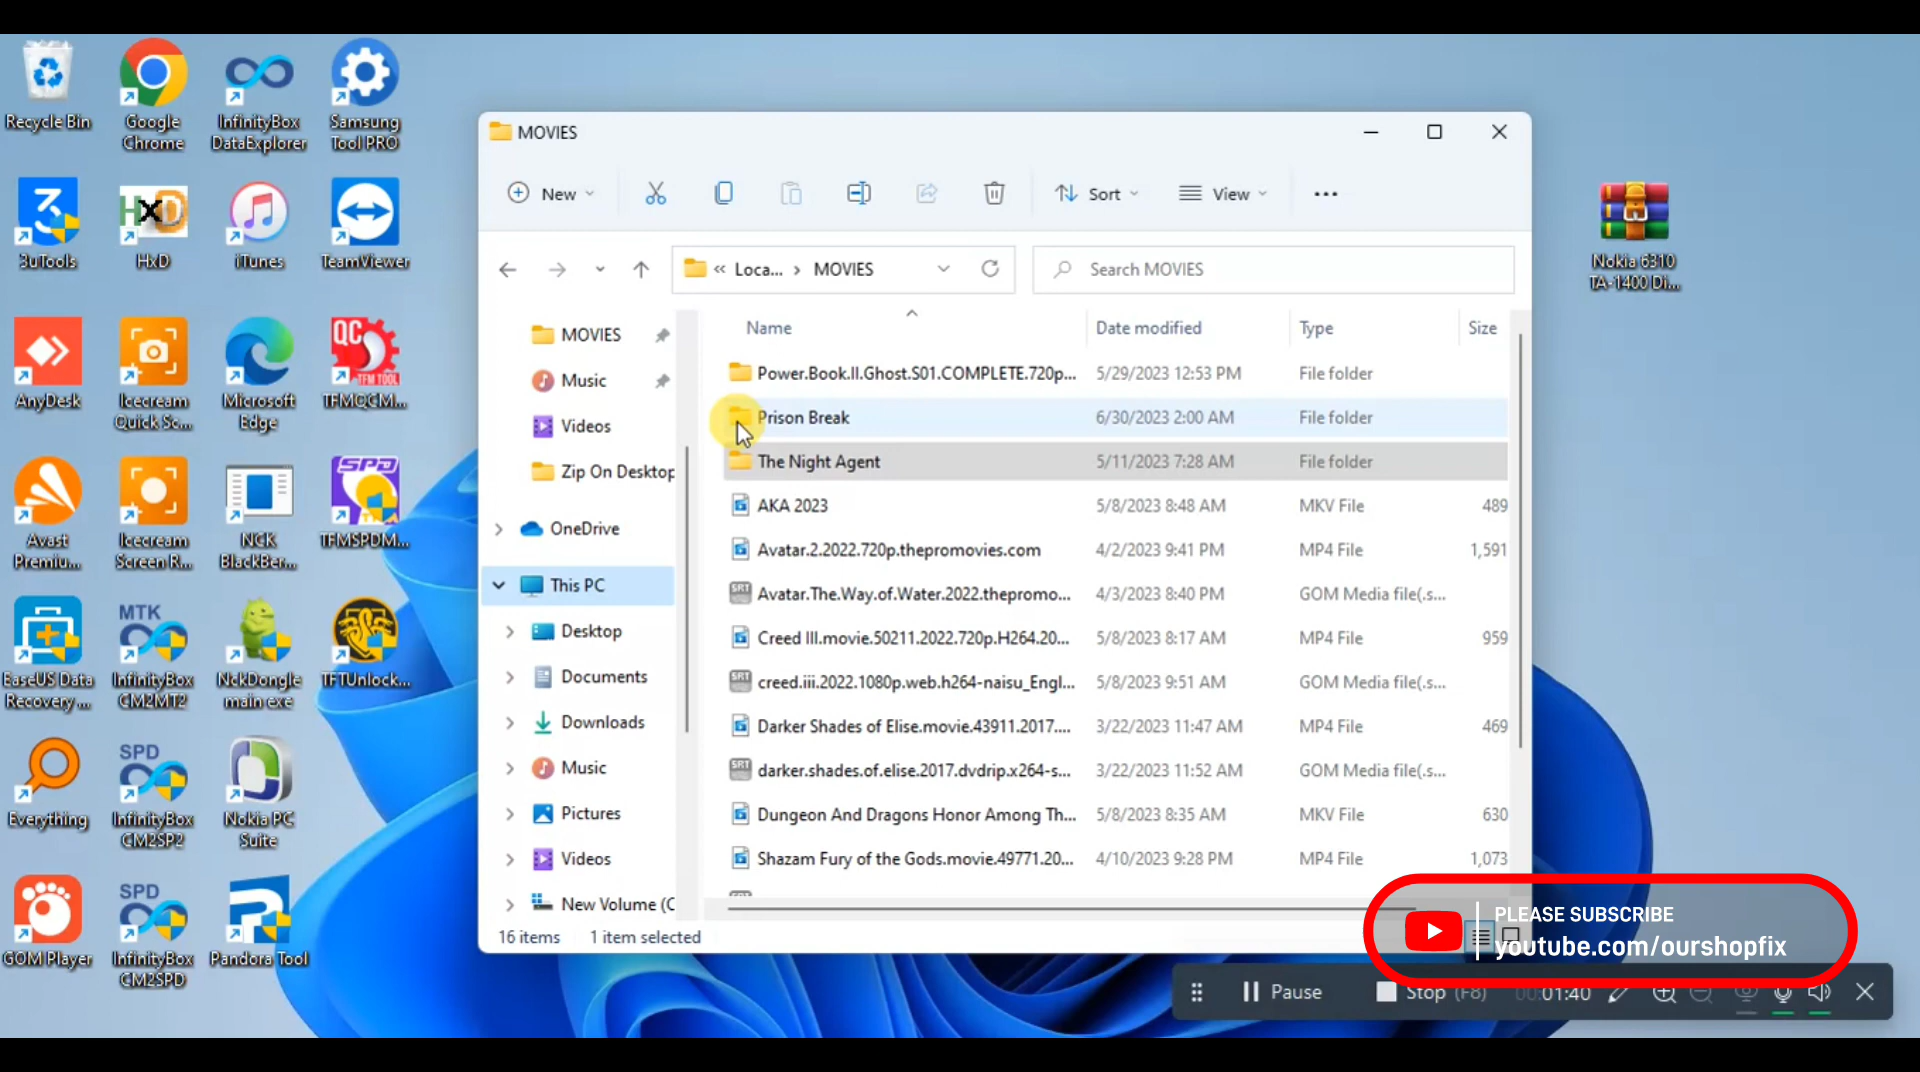 Recycle Bin
Google
Chrome
InfinityBox
DataExplorer
Samsung
Tool PRO
3uTools
HxD
HxD
iTunes
TeamViewer
AnyDesk
Icecream
Quick Sc...
Microsoft
Edge
QC
TFM TOOL
TFMQCM...
Avast
Premiu...
Icecream
Screen R...
NCK
BlackBer...
SPD
TFMSPDM...
EaseUS Data
Recovery ...
MTK
InfinityBox
CM2MT2
NckDongle
main exe
TFTUnlock...
Everything
SPD
InfinityBox
CM2SP2
Nokia PC
Suite
GOM Player
SPD
InfinityBox
CM2SPD
Pandora Tool
MOVIES
New
Sort
View
« Loca... › MOVIES
Search MOVIES
MOVIES
Music
Videos
Zip On Desktop
OneDrive
This PC
Desktop
Documents
Downloads
Music
Pictures
Videos
New Volume (C
Name Date modified Type Size
Power.Book.II.Ghost.S01.COMPLETE.720p... 5/29/2023 12:53 PM File folder
Prison Break 6/30/2023 2:00 AM File folder
The Night Agent 5/11/2023 7:28 AM File folder
AKA 2023 5/8/2023 8:48 AM MKV File 489
Avatar.2.2022.720p.thepromovies.com 4/2/2023 9:41 PM MP4 File 1,591
SRT Avatar.The.Way.of.Water.2022.thepromo... 4/3/2023 8:40 PM GOM Media file(.s...
Creed III.movie.50211.2022.720p.H264.20... 5/8/2023 8:17 AM MP4 File 959
SRT creed.iii.2022.1080p.web.h264-naisu_Engl... 5/8/2023 9:51 AM GOM Media file(.s...
Darker Shades of Elise.movie.43911.2017.... 3/22/2023 11:47 AM MP4 File 469
SRT darker.shades.of.elise.2017.dvdrip.x264-s... 3/22/2023 11:52 AM GOM Media file(.s...
Dungeon And Dragons Honor Among Th... 5/8/2023 8:35 AM MKV File 630
Shazam Fury of the Gods.movie.49771.20... 4/10/2023 9:28 PM MP4 File 1,073
16 items 1 item selected
Nokia 6310
TA-1400 Di...
PLEASE SUBSCRIBE
youtube.com/ourshopfix
Pause
Stop (F8)
00:01:40